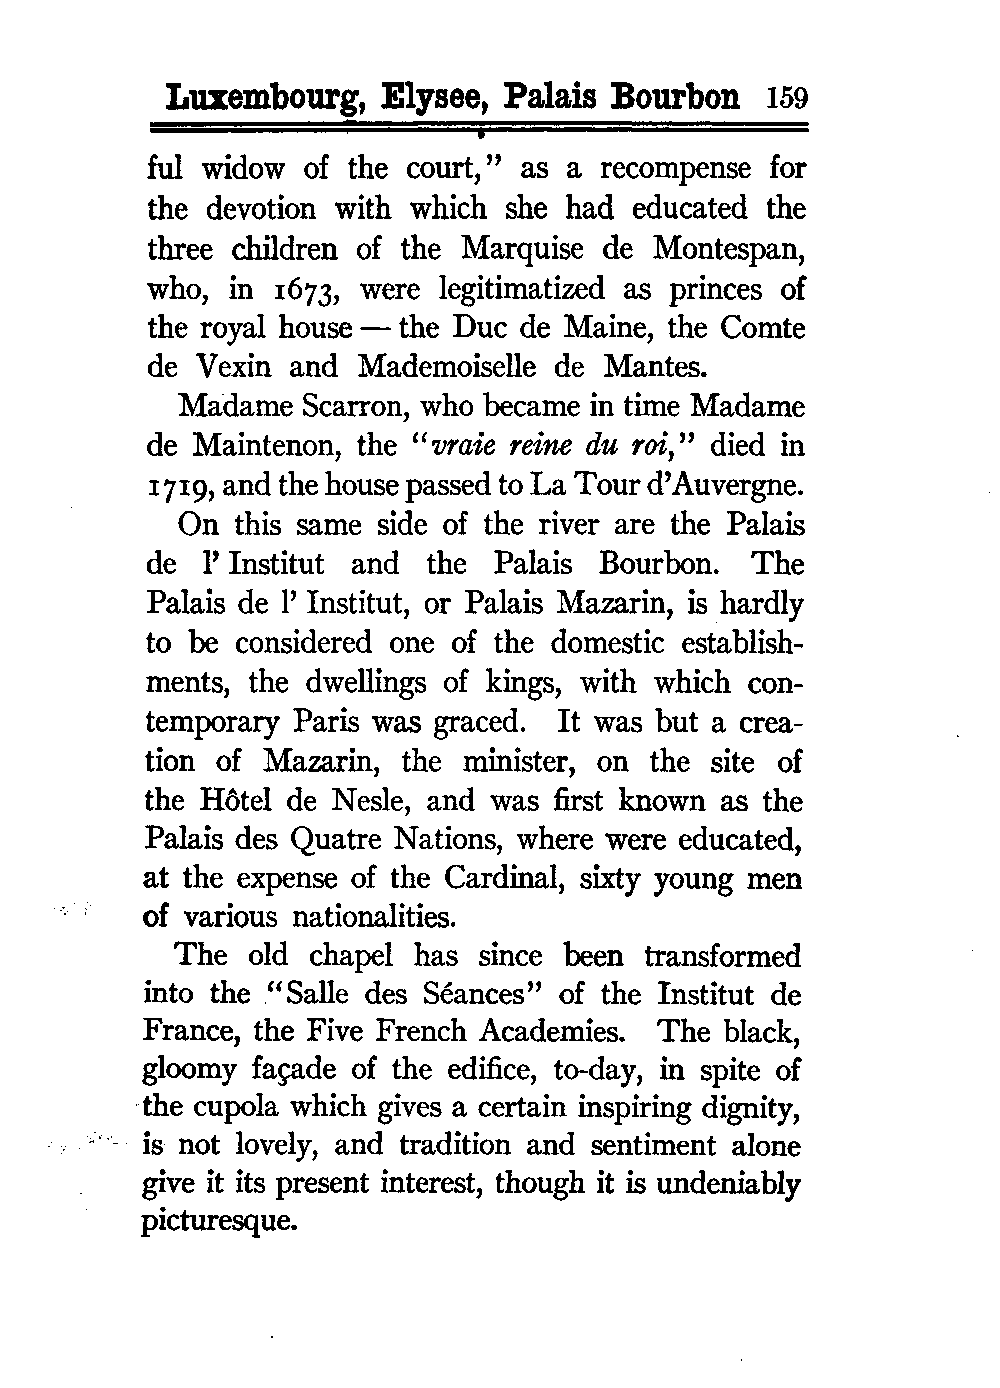 Luxembourg, Elysee, Palais Bourbon 159
ful widow of the court,” as a recompense for
the devotion with which she had educated the
three children of the Marquise de Montespan,
who, in 1673, were legitimatized as princes of
the royal house — the Duc de Maine, the Comte
de Vexin and Mademoiselle de Mantes.
Madame Scarron, who became in time Madame
de Maintenon, the “vraie reine du roi,” died in
1719, and the house passed to La Tour d’Auvergne.
On this same side of the river are the Palais
de l’ Institut and the Palais Bourbon. The
Palais de l’ Institut, or Palais Mazarin, is hardly
to be considered one of the domestic establish-
ments, the dwellings of kings, with which con-
temporary Paris was graced. It was but a crea-
tion of Mazarin, the minister, on the site of
the Hôtel de Nesle, and was first known as the
Palais des Quatre Nations, where were educated,
at the expense of the Cardinal, sixty young men
of various nationalities.
The old chapel has since been transformed
into the “Salle des Séances” of the Institut de
France, the Five French Academies. The black,
gloomy façade of the edifice, to-day, in spite of
the cupola which gives a certain inspiring dignity,
is not lovely, and tradition and sentiment alone
give it its present interest, though it is undeniably
picturesque.